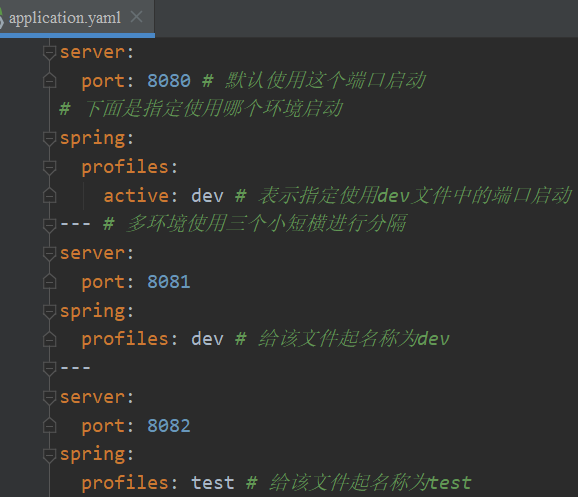 application.yaml
server:
  port: 8080 # 默认使用这个端口启动
# 下面是指定使用哪个环境启动
spring:
  profiles:
    active: dev # 表示指定使用dev文件中的端口启动
--- # 多环境使用三个小短横进行分隔
server:
  port: 8081
spring:
  profiles: dev # 给该文件起名称为dev
---
server:
  port: 8082
spring:
  profiles: test # 给该文件起名称为test